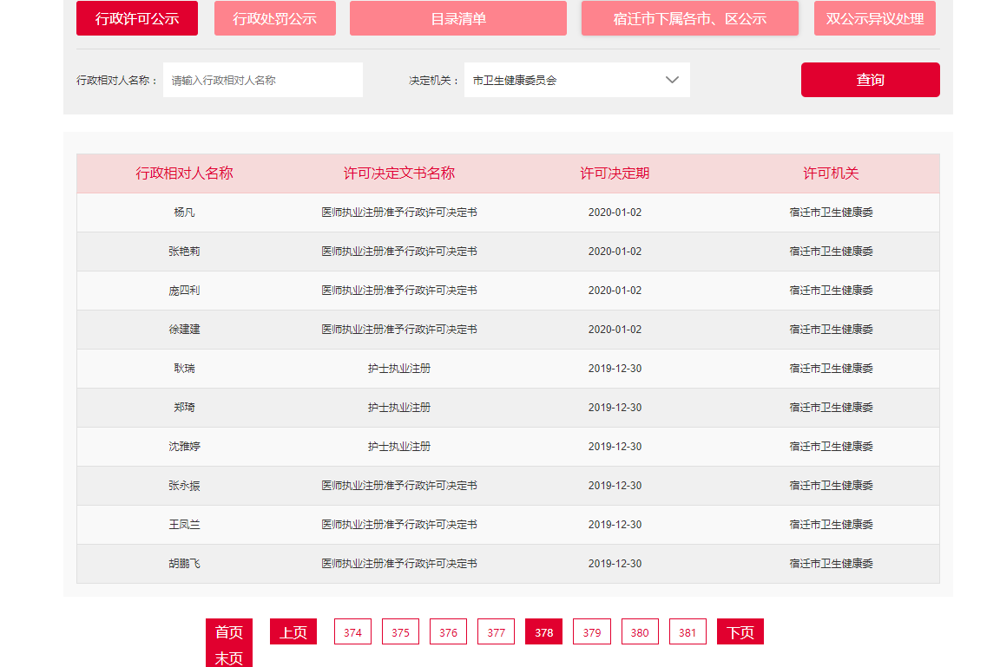 行政许可公示 行政处罚公示 目录清单 宿迁市下属各市、区公示 双公示异议处理
行政相对人名称： 请输入行政相对人名称 决定机关： 市卫生健康委员会 查询
行政相对人名称 许可决定文书名称 许可决定期 许可机关
杨凡 医师执业注册准予行政许可决定书 2020-01-02 宿迁市卫生健康委
张艳莉 医师执业注册准予行政许可决定书 2020-01-02 宿迁市卫生健康委
庞四利 医师执业注册准予行政许可决定书 2020-01-02 宿迁市卫生健康委
徐建建 医师执业注册准予行政许可决定书 2020-01-02 宿迁市卫生健康委
耿瑞 护士执业注册 2019-12-30 宿迁市卫生健康委
郑琦 护士执业注册 2019-12-30 宿迁市卫生健康委
沈雅婷 护士执业注册 2019-12-30 宿迁市卫生健康委
张永振 医师执业注册准予行政许可决定书 2019-12-30 宿迁市卫生健康委
王凤兰 医师执业注册准予行政许可决定书 2019-12-30 宿迁市卫生健康委
胡鹏飞 医师执业注册准予行政许可决定书 2019-12-30 宿迁市卫生健康委
首页 上页 374 375 376 377 378 379 380 381 下页
末页